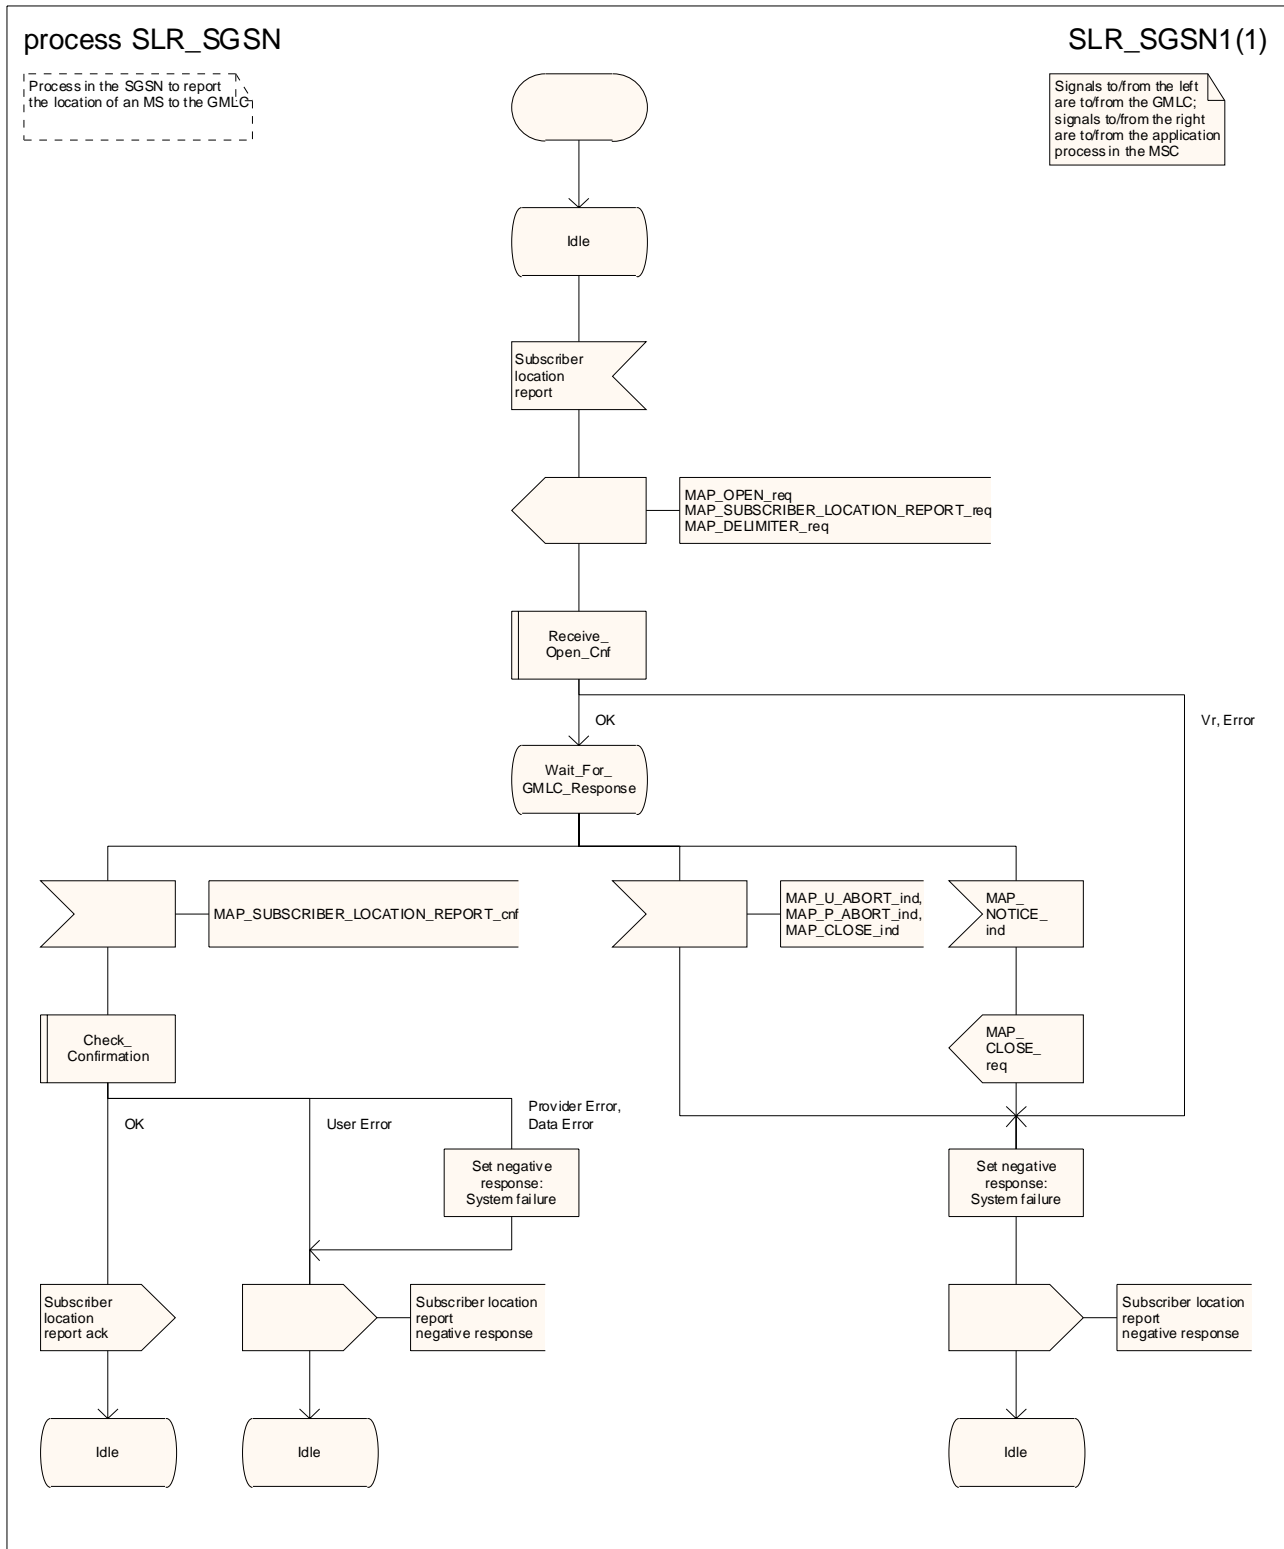 process SLR_SGSN
SLR_SGSN1(1)
Process in the SGSN to report
the location of an MS to the GMLC
Signals to/from the left
are to/from the GMLC;
signals to/from the right
are to/from the application
process in the MSC
Idle
Subscriber
location
report
MAP_OPEN_req
MAP_SUBSCRIBER_LOCATION_REPORT_req
MAP_DELIMITER_req
Receive_
Open_Cnf
OK
Vr, Error
Wait_For_
GMLC_Response
MAP_SUBSCRIBER_LOCATION_REPORT_cnf
MAP_U_ABORT_ind,
MAP_P_ABORT_ind,
MAP_CLOSE_ind
MAP_
NOTICE_
ind
Check_
Confirmation
MAP_
CLOSE_
req
OK
User Error
Provider Error,
Data Error
Set negative
response:
System failure
Set negative
response:
System failure
Subscriber
location
report ack
Subscriber location
report
negative response
Subscriber location
report
negative response
Idle
Idle
Idle